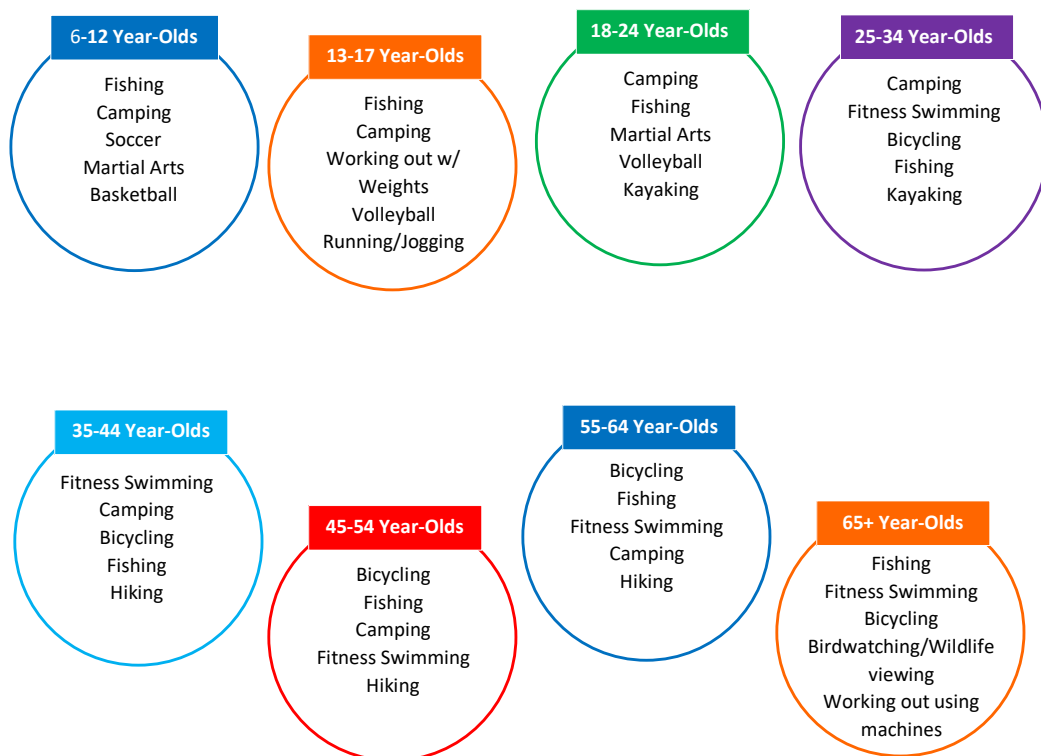 6-12 Year-Olds
Fishing
Camping
Soccer
Martial Arts
Basketball
13-17 Year-Olds
Fishing
Camping
Working out w/
Weights
Volleyball
Running/Jogging
18-24 Year-Olds
Camping
Fishing
Martial Arts
Volleyball
Kayaking
25-34 Year-Olds
Camping
Fitness Swimming
Bicycling
Fishing
Kayaking
35-44 Year-Olds
Fitness Swimming
Camping
Bicycling
Fishing
Hiking
45-54 Year-Olds
Bicycling
Fishing
Camping
Fitness Swimming
Hiking
55-64 Year-Olds
Bicycling
Fishing
Fitness Swimming
Camping
Hiking
65+ Year-Olds
Fishing
Fitness Swimming
Bicycling
Birdwatching/Wildlife
viewing
Working out using
machines